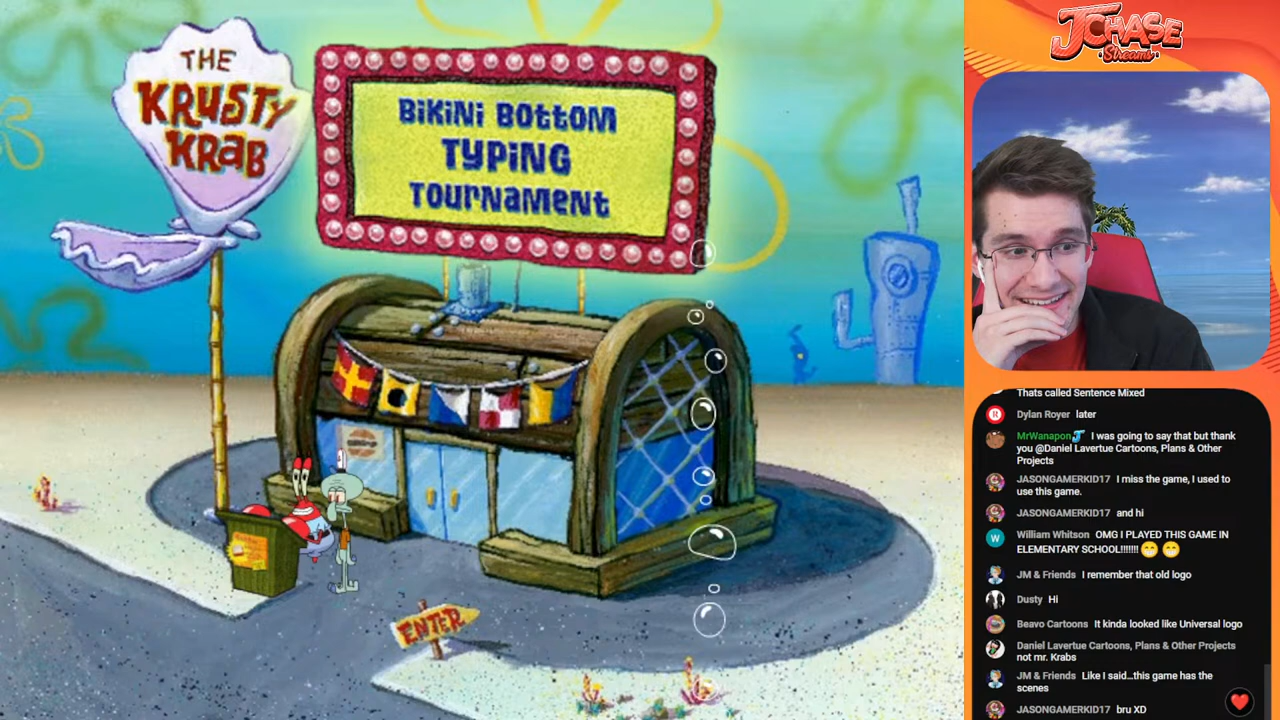 THE
KRUSTY
KRAB
BiKiNi BOttOM
TYPiNG
TOUrNAMENt
ENTER
JCHASE
Streams
Thats called Sentence Mixed
Dylan Royer later
MrWanapon I was going to say that but thank
you @Daniel Lavertue Cartoons, Plans & Other
Projects
JASONGAMERKID17 I miss the game, I used to
use this game.
JASONGAMERKID17 and hi
W William Whitson OMG I PLAYED THIS GAME IN
ELEMENTARY SCHOOL!!!!!!! 😁 😁
JM & Friends I remember that old logo
Dusty Hi
Beavo Cartoons It kinda looked like Universal logo
Daniel Lavertue Cartoons, Plans & Other Projects
not mr. Krabs
JM & Friends Like I said...this game has the
scenes
JASONGAMERKID17 bru XD